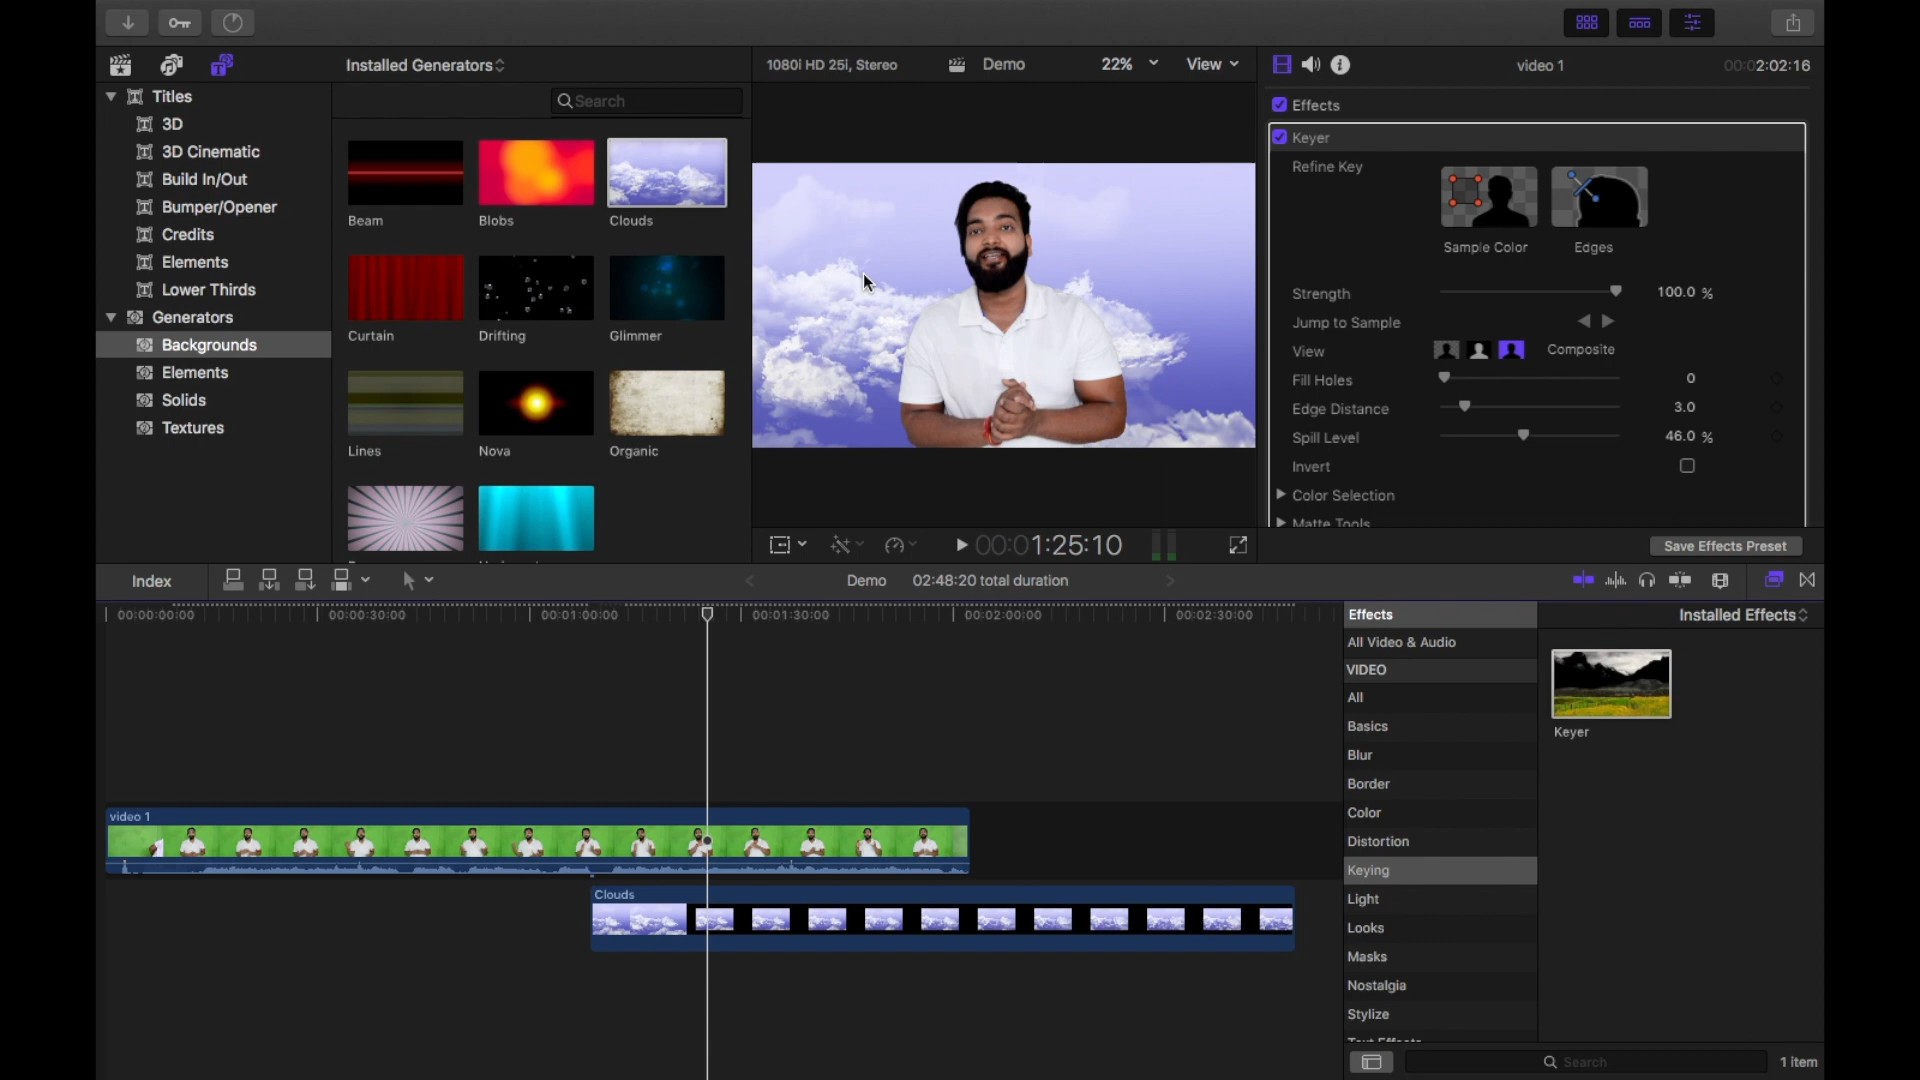 Installed Generators
1080i HD 25i, Stereo
Demo
22%
View
video 1
00:02:02:16
Titles
3D
3D Cinematic
Build In/Out
Bumper/Opener
Credits
Elements
Lower Thirds
Generators
Backgrounds
Elements
Solids
Textures
Search
Beam
Blobs
Clouds
Curtain
Drifting
Glimmer
Lines
Nova
Organic
Effects
Keyer
Refine Key
Sample Color
Edges
Strength
100.0 %
Jump to Sample
View
Composite
Fill Holes
0
Edge Distance
3.0
Spill Level
46.0 %
Invert
Color Selection
Matte Tools
00:01:25:10
Save Effects Preset
Index
Demo
02:48:20 total duration
00:00:00:00
00:00:30:00
00:01:00:00
00:01:30:00
00:02:00:00
00:02:30:00
video 1
Clouds
Effects
Installed Effects
All Video & Audio
VIDEO
All
Basics
Blur
Border
Color
Distortion
Keying
Light
Looks
Masks
Nostalgia
Stylize
Text Effects
Keyer
Search
1 item